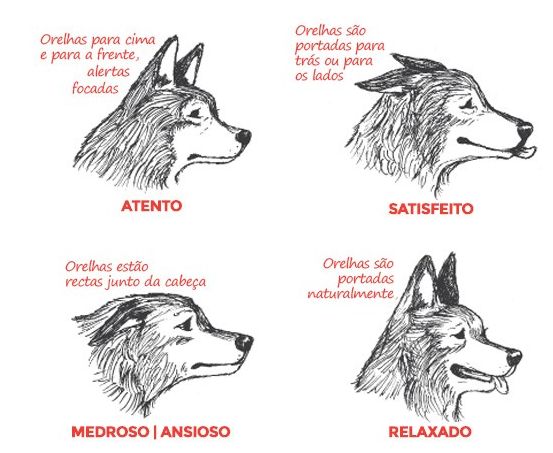 Orelhas para cima
e para a frente,
alertas
focadas
ATENTO
Orelhas são
portadas para
trás ou para
os lados
SATISFEITO
Orelhas estão
rectas junto da cabeça
MEDROSO | ANSIOSO
Orelhas são
portadas
naturalmente
RELAXADO